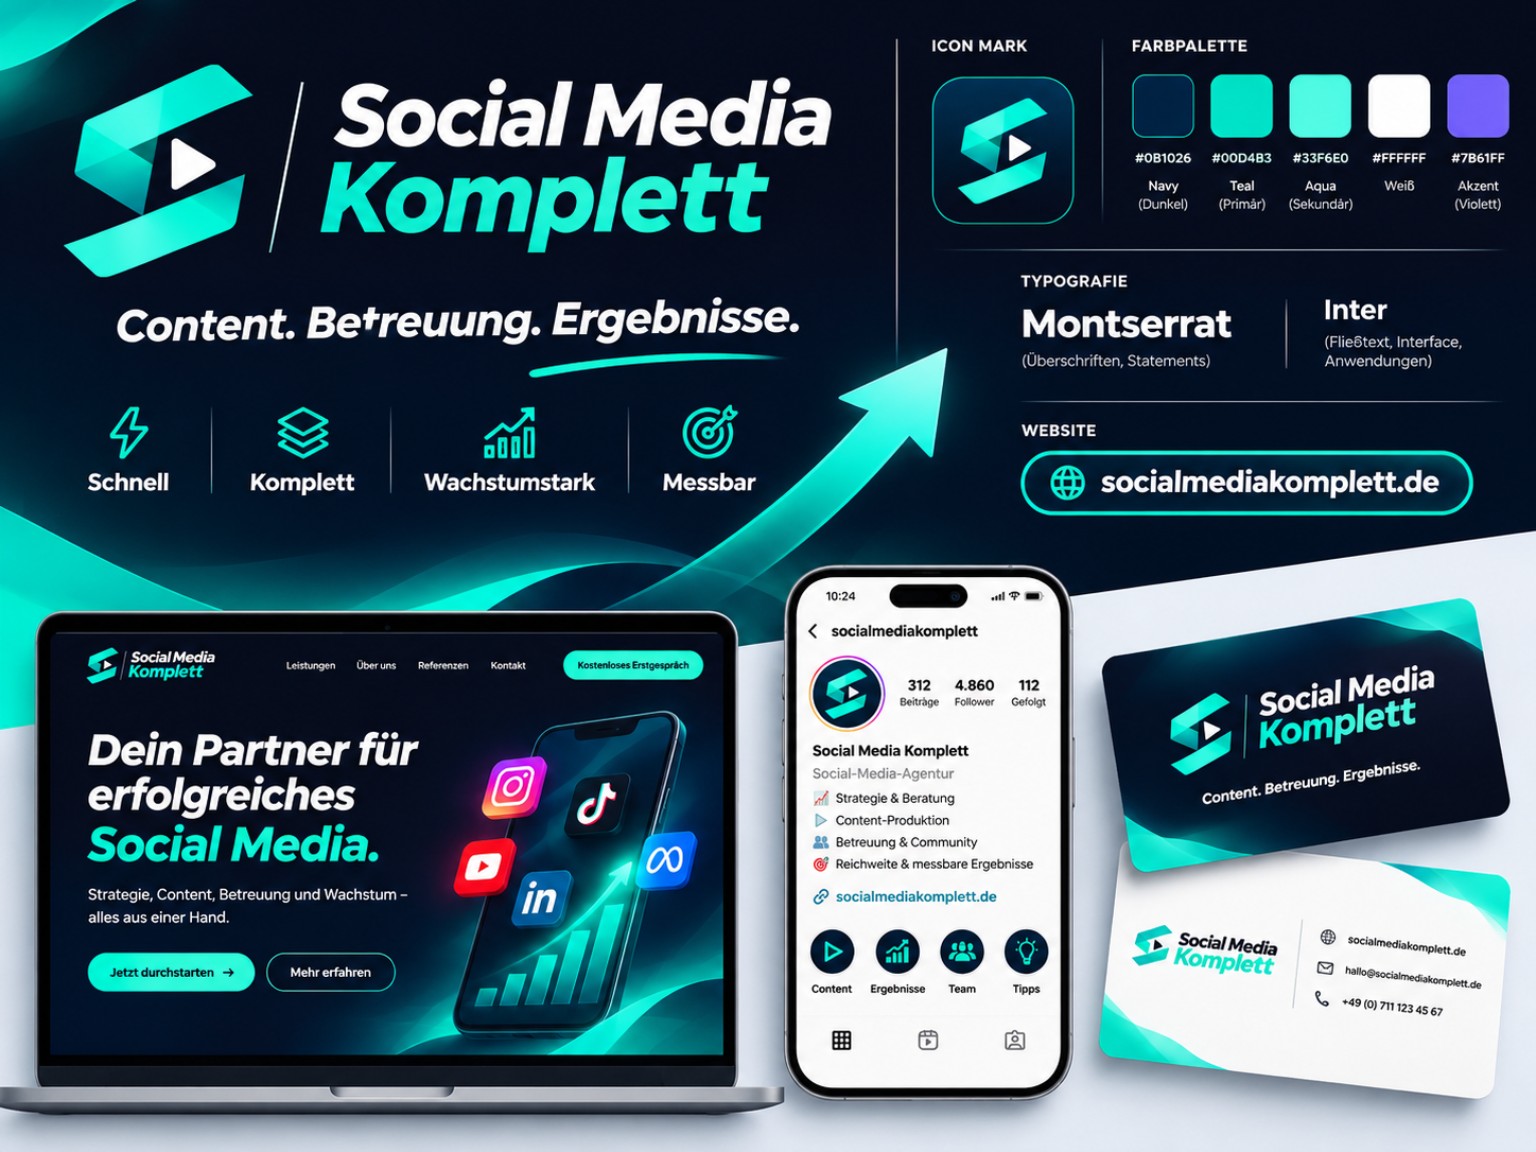 Social Media
Komplett
Content. Betreuung. Ergebnisse.
Schnell
Komplett
Wachstumstark
Messbar
ICON MARK
FARBPALETTE
#0B1026
#00D4B3
#33F6E0
#FFFFFF
#7B61FF
Navy
(Dunkel)
Teal
(Primär)
Aqua
(Sekundär)
Weiß
Akzent
(Violett)
TYPOGRAFIE
Montserrat
(Überschriften, Statements)
Inter
(Fließtext, Interface,
Anwendungen)
WEBSITE
socialmediakomplett.de
Social Media
Komplett
Leistungen
Über uns
Referenzen
Kontakt
Kostenloses Erstgespräch
Dein Partner für
erfolgreiches
Social Media.
Strategie, Content, Betreuung und Wachstum –
alles aus einer Hand.
Jetzt durchstarten →
Mehr erfahren
in
10:24
socialmediakomplett
312
Beiträge
4.860
Follower
112
Gefolgt
Social Media Komplett
Social-Media-Agentur
Strategie & Beratung
Content-Produktion
Betreuung & Community
Reichweite & messbare Ergebnisse
socialmediakomplett.de
Content
Ergebnisse
Team
Tipps
Social Media
Komplett
Content. Betreuung. Ergebnisse.
Social Media
Komplett
socialmediakomplett.de
hallo@socialmediakomplett.de
+49 (0) 711 123 45 67